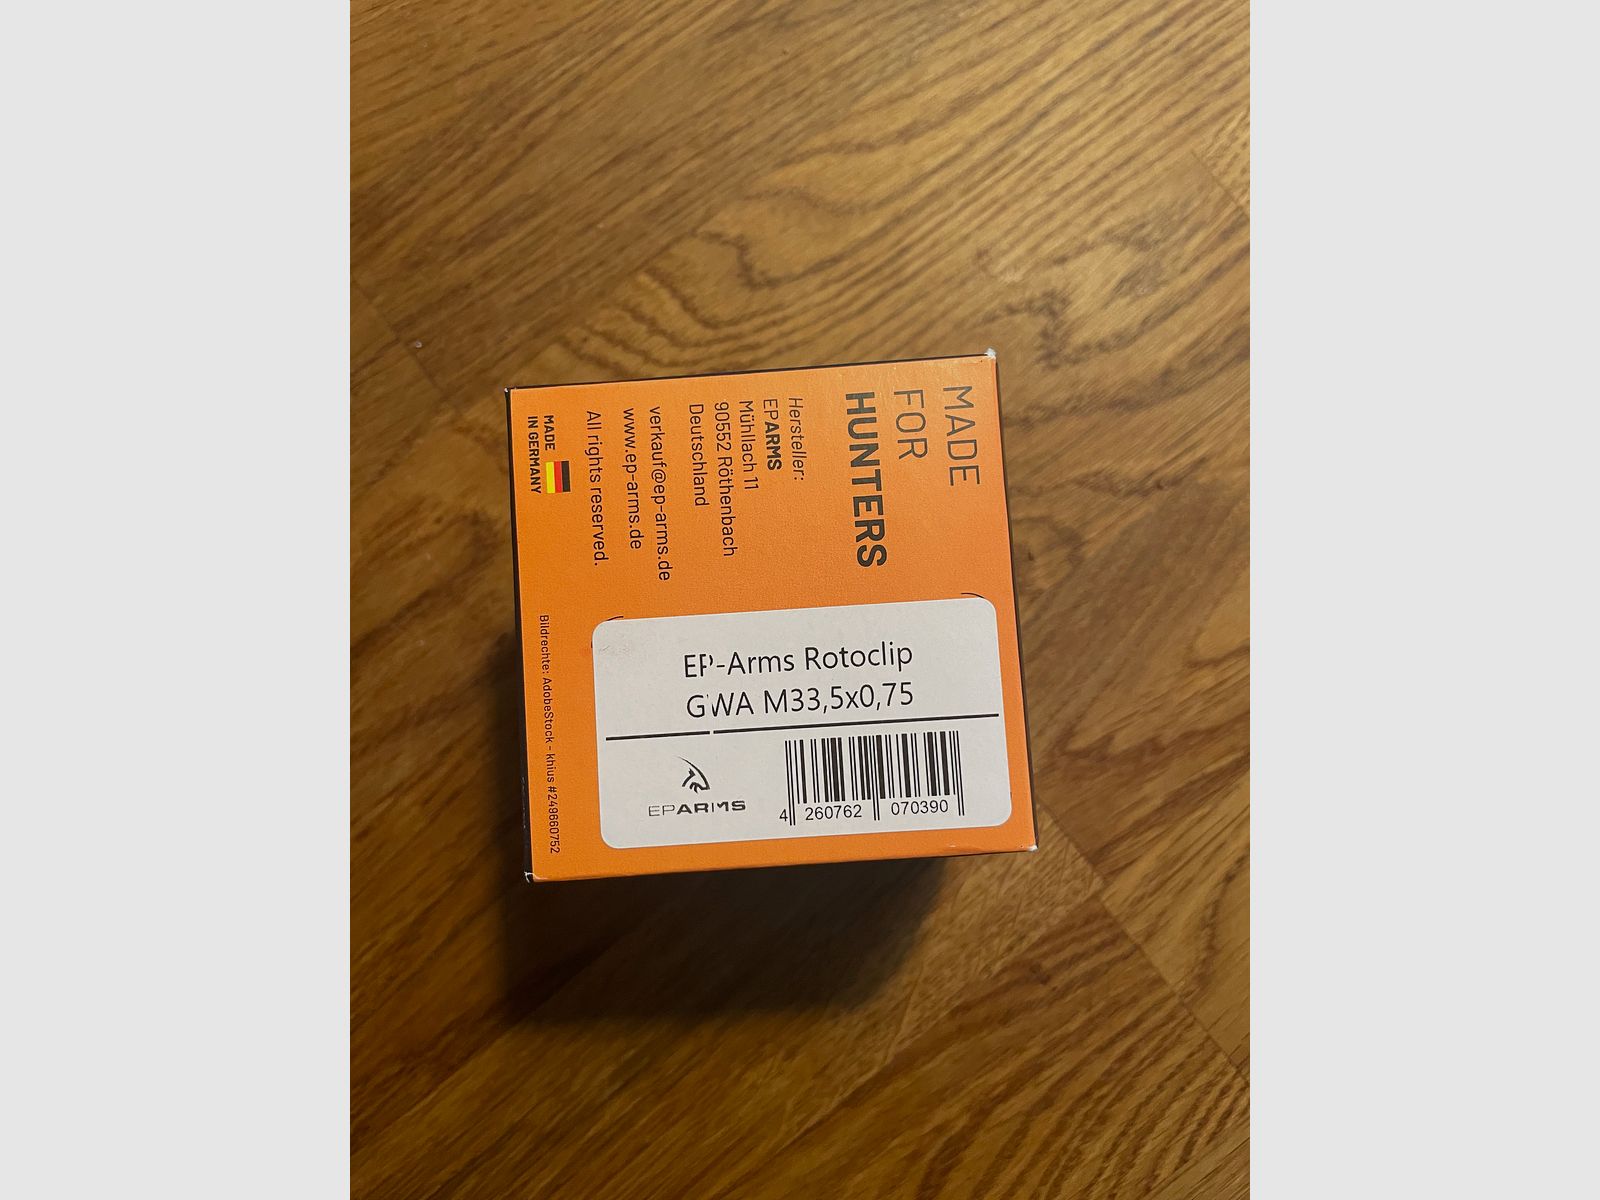 MADE
FOR
HUNTERS
Hersteller:
EPARMS
Mühllach 11
90552 Röthenbach
Deutschland
verkauf@ep-arms.de
www.ep-arms.de
All rights reserved.
MADE
IN GERMANY
Bildrechte: AdobeStock - khius #249660752
EP-Arms Rotoclip
GWA M33,5x0,75
EPARMS
4 260762 070390